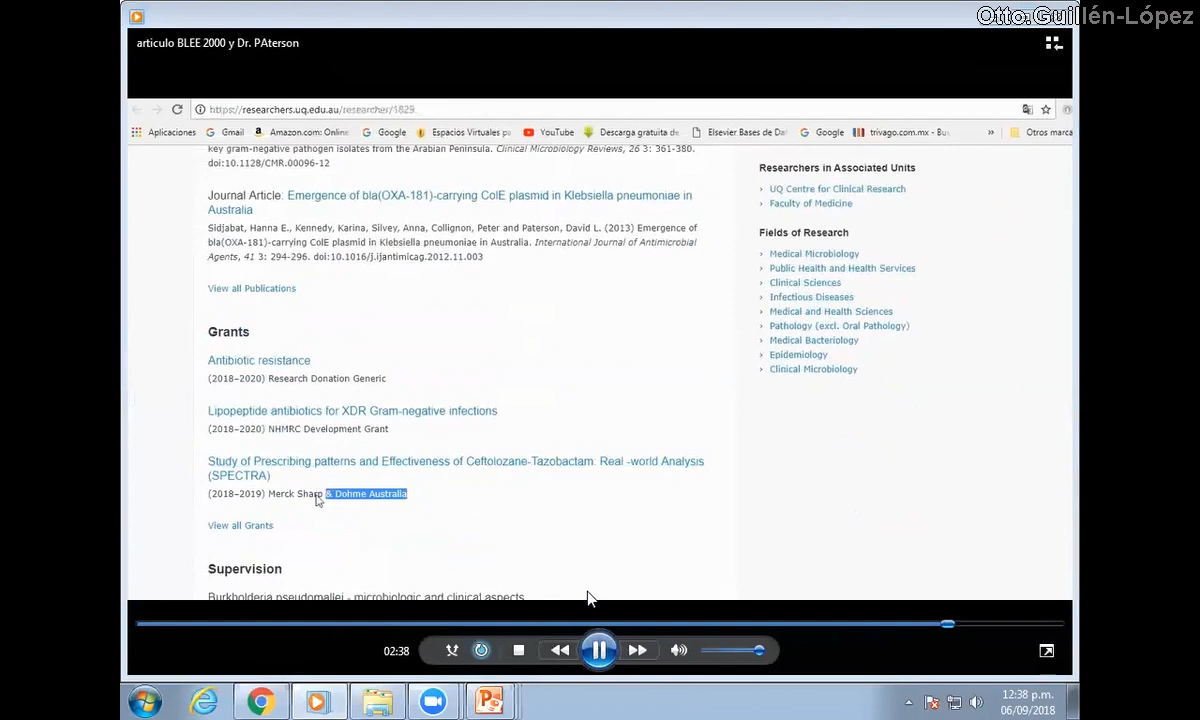 Otto.Guillén-López
articulo BLEE 2000 y Dr. PAterson
https://researchers.uq.edu.au/researcher/1829
Aplicaciones Gmail Amazon.com: Online Google Espacios Virtuales pa YouTube Descarga gratuita de Elsevier Bases de Dat Google trivago.com.mx - Bu » Otros marca
key gram-negative pathogen isolates from the Arabian Peninsula. Clinical Microbiology Reviews, 26 3: 361-380.
doi:10.1128/CMR.00096-12
Journal Article: Emergence of bla(OXA-181)-carrying ColE plasmid in Klebsiella pneumoniae in
Australia
Sidjabat, Hanna E., Kennedy, Karina, Silvey, Anna, Collignon, Peter and Paterson, David L. (2013) Emergence of
bla(OXA-181)-carrying ColE plasmid in Klebsiella pneumoniae in Australia. International Journal of Antimicrobial
Agents, 41 3: 294-296. doi:10.1016/j.ijantimicag.2012.11.003
View all Publications
Grants
Antibiotic resistance
(2018–2020) Research Donation Generic
Lipopeptide antibiotics for XDR Gram-negative infections
(2018–2020) NHMRC Development Grant
Study of Prescribing patterns and Effectiveness of Ceftolozane-Tazobactam: Real -world Analysis
(SPECTRA)
(2018–2019) Merck Sharp & Dohme Australia
View all Grants
Supervision
Burkholderia pseudomallei - microbiologic and clinical aspects
Researchers in Associated Units
› UQ Centre for Clinical Research
› Faculty of Medicine
Fields of Research
› Medical Microbiology
› Public Health and Health Services
› Clinical Sciences
› Infectious Diseases
› Medical and Health Sciences
› Pathology (excl. Oral Pathology)
› Medical Bacteriology
› Epidemiology
› Clinical Microbiology
02:38
12:38 p.m.
06/09/2018